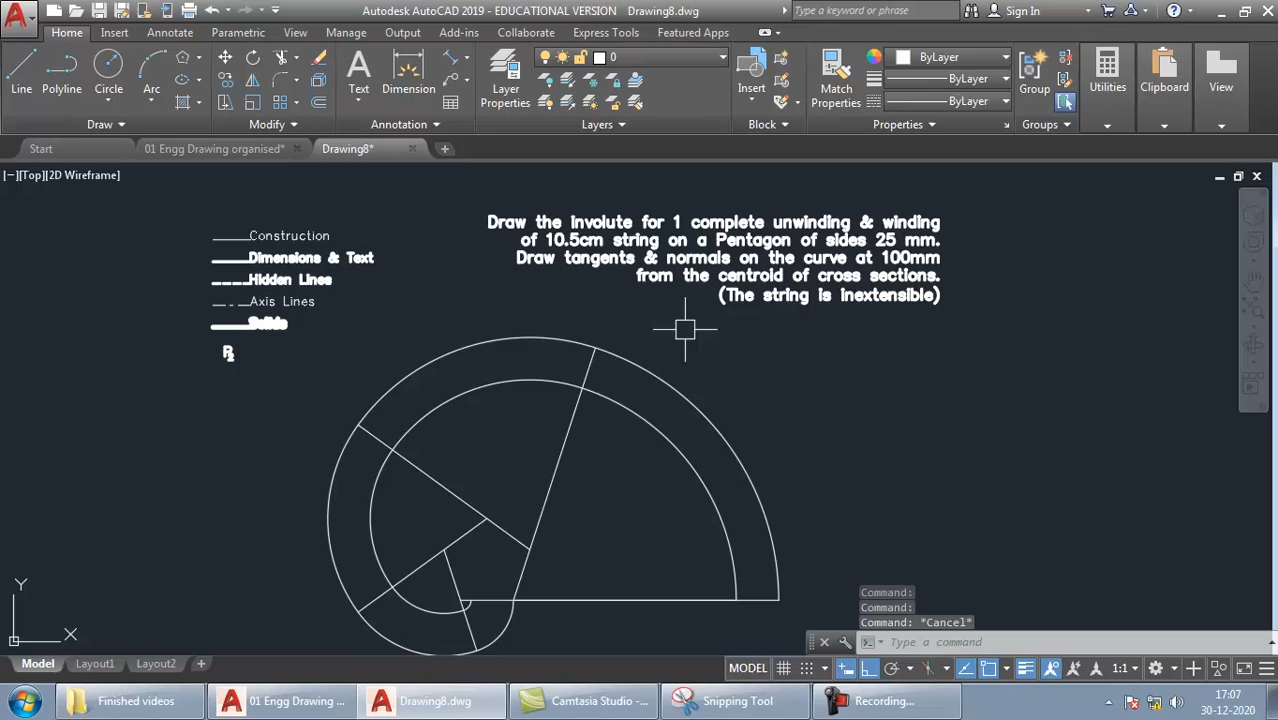 Autodesk AutoCAD 2019 - EDUCATIONAL VERSION Drawing8.dwg
Type a keyword or phrase
Sign In
Home Insert Annotate Parametric View Manage Output Add-ins Collaborate Express Tools Featured Apps
Line Polyline Circle Arc
Text Dimension
Layer Properties
0
Insert
Match Properties
ByLayer
ByLayer
ByLayer
Group
Utilities Clipboard View
Draw Modify Annotation Layers Block Properties Groups
Start 01 Engg Drawing organised* Drawing8*
[−][Top][2D Wireframe]
Construction
Dimensions & Text
Hidden Lines
Axis Lines
Solids
Draw the involute for 1 complete unwinding & winding
of 10.5cm string on a Pentagon of sides 25 mm.
Draw tangents & normals on the curve at 100mm
from the centroid of cross sections.
(The string is inextensible)
Y
X
Command:
Command:
Command: *Cancel*
Type a command
Model Layout1 Layout2
MODEL
1:1
Finished videos
01 Engg Drawing ...
Drawing8.dwg
Camtasia Studio - ...
Snipping Tool
Recording...
17:07
30-12-2020